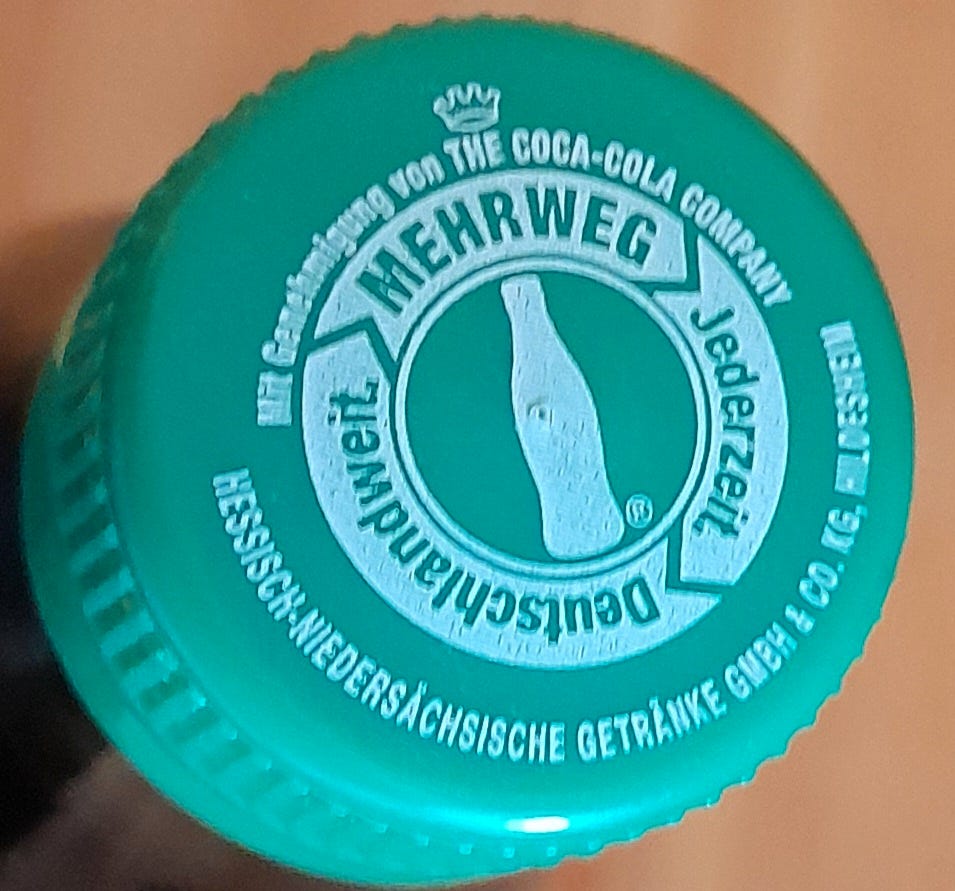 Mit Genehmigung von THE COCA-COLA COMPANY
MEHRWEG
Jederzeit
Deutschlandweit
®
HESSISCH-NIEDERSÄCHSISCHE GETRÄNKE GMBH & CO. KG,